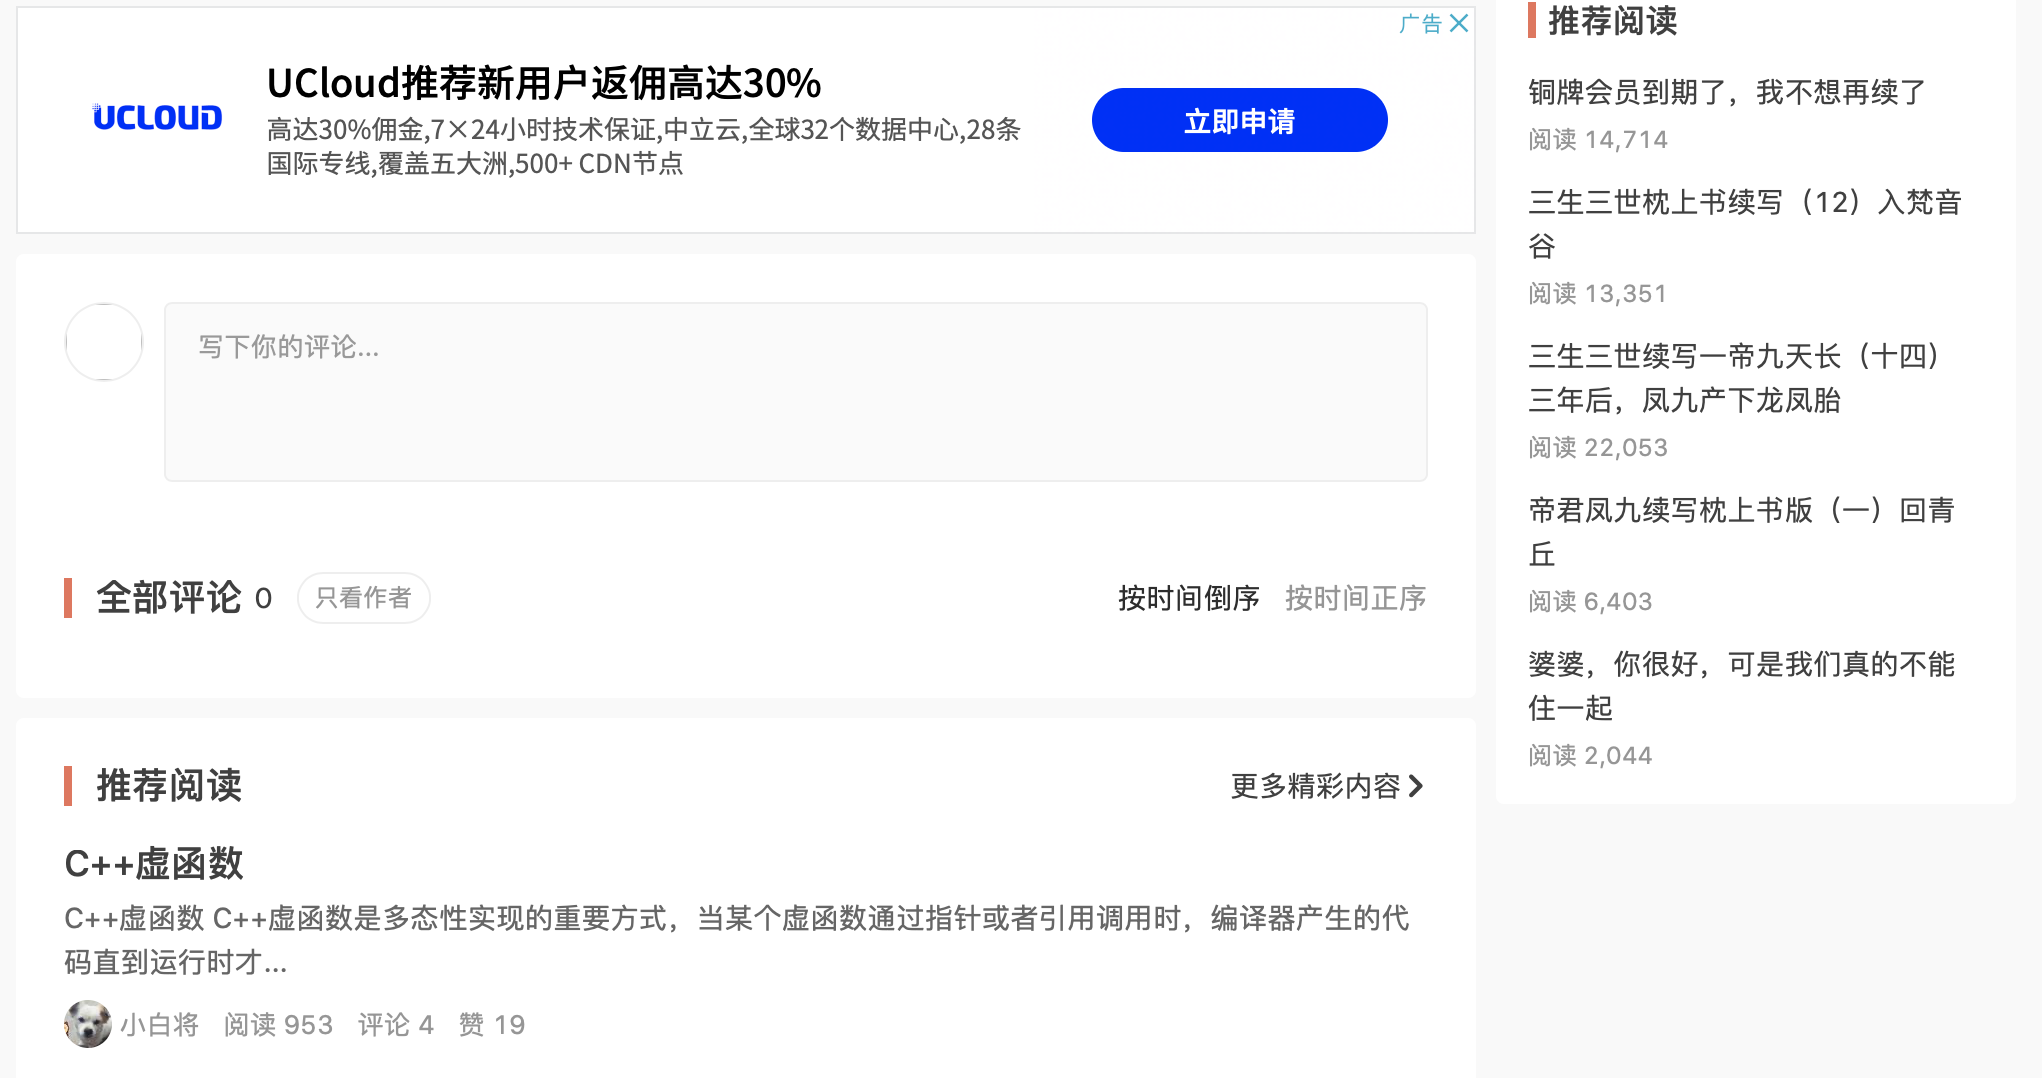 广告
UCLOUD
UCloud推荐新用户返佣高达30%
高达30%佣金,7×24小时技术保证,中立云,全球32个数据中心,28条
国际专线,覆盖五大洲,500+ CDN节点
立即申请
写下你的评论...
全部评论 0 只看作者 按时间倒序 按时间正序
推荐阅读 更多精彩内容
C++虚函数
C++虚函数 C++虚函数是多态性实现的重要方式，当某个虚函数通过指针或者引用调用时，编译器产生的代
码直到运行时才...
小白将 阅读 953 评论 4 赞 19
推荐阅读
铜牌会员到期了，我不想再续了
阅读 14,714
三生三世枕上书续写（12）入梵音
谷
阅读 13,351
三生三世续写一帝九天长（十四）
三年后，凤九产下龙凤胎
阅读 22,053
帝君凤九续写枕上书版（一）回青
丘
阅读 6,403
婆婆，你很好，可是我们真的不能
住一起
阅读 2,044